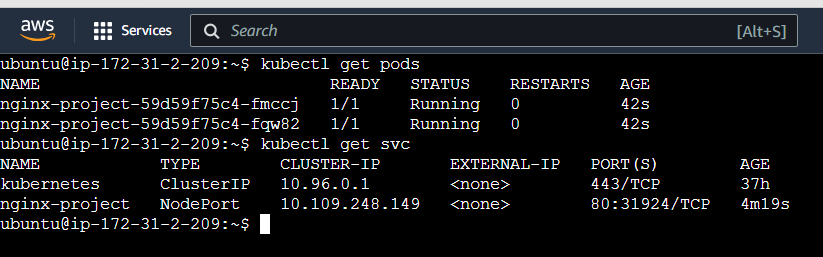 aws Services Search [Alt+S]
ubuntu@ip-172-31-2-209:~$ kubectl get pods
NAME READY STATUS RESTARTS AGE
nginx-project-59d59f75c4-fmccj 1/1 Running 0 42s
nginx-project-59d59f75c4-fqw82 1/1 Running 0 42s
ubuntu@ip-172-31-2-209:~$ kubectl get svc
NAME TYPE CLUSTER-IP EXTERNAL-IP PORT(S) AGE
kubernetes ClusterIP 10.96.0.1 <none> 443/TCP 37h
nginx-project NodePort 10.109.248.149 <none> 80:31924/TCP 4m19s
ubuntu@ip-172-31-2-209:~$